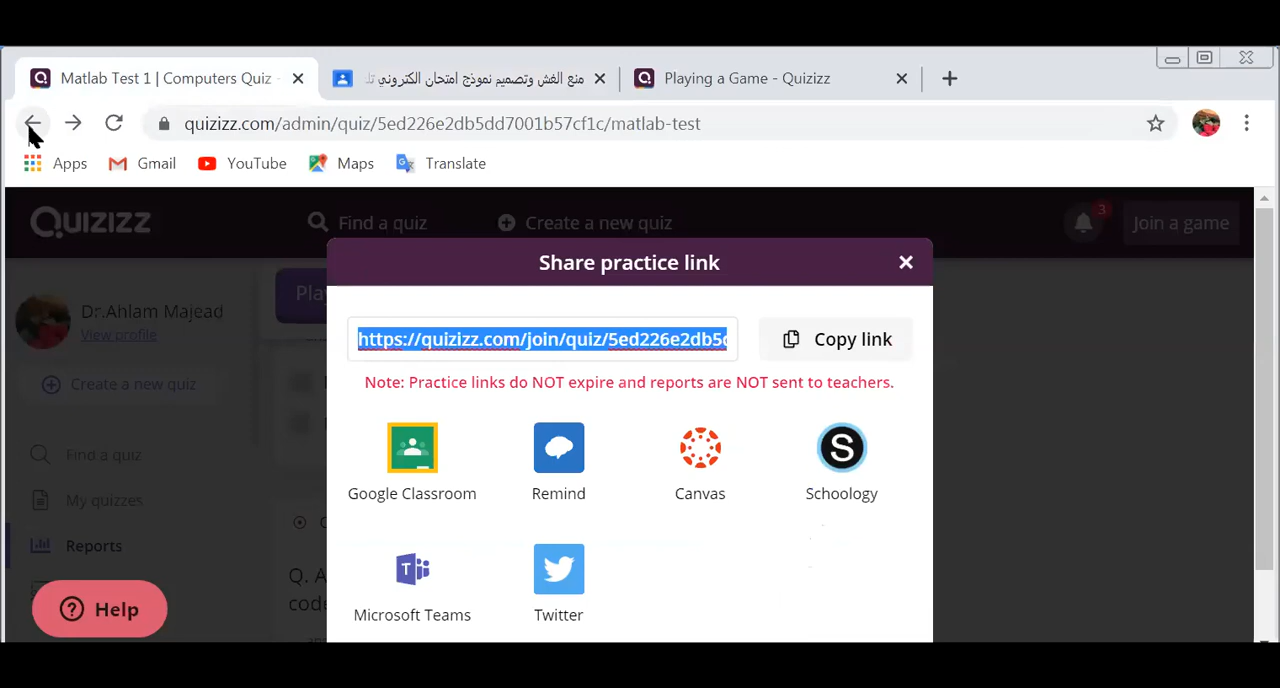 Matlab Test 1 | Computers Quiz
منع الغش وتصميم نموذج امتحان الكتروني تلـ
Playing a Game - Quizizz
quizizz.com/admin/quiz/5ed226e2db5dd7001b57cf1c/matlab-test
Apps
Gmail
YouTube
Maps
Translate
QUIZIZZ
Find a quiz
Create a new quiz
3
Join a game
Share practice link
Dr.Ahlam Majead
View profile
https://quizizz.com/join/quiz/5ed226e2db5
Copy link
Note: Practice links do NOT expire and reports are NOT sent to teachers.
Create a new quiz
Google Classroom
Remind
Canvas
Schoology
Find a quiz
My quizzes
Reports
Q. A
code
Help
Microsoft Teams
Twitter